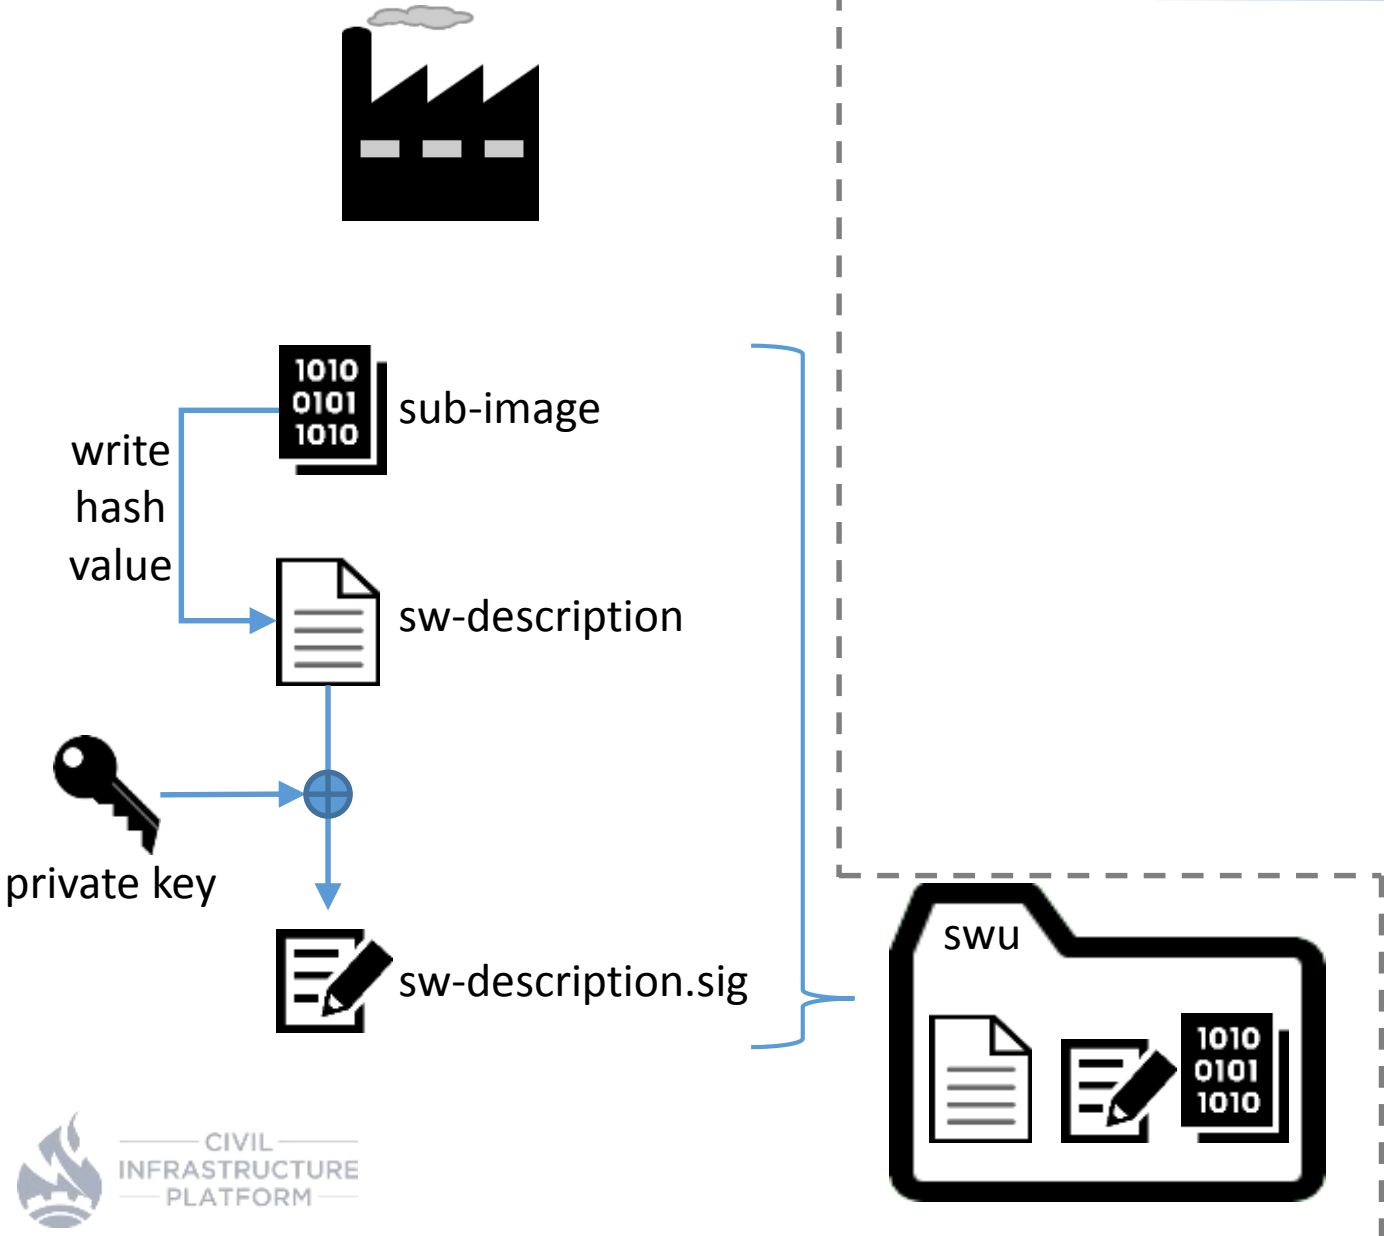 1010
0101
1010
sub-image
write
hash
value
sw-description
private key
sw-description.sig
swu
1010
0101
1010
CIVIL
INFRASTRUCTURE
PLATFORM